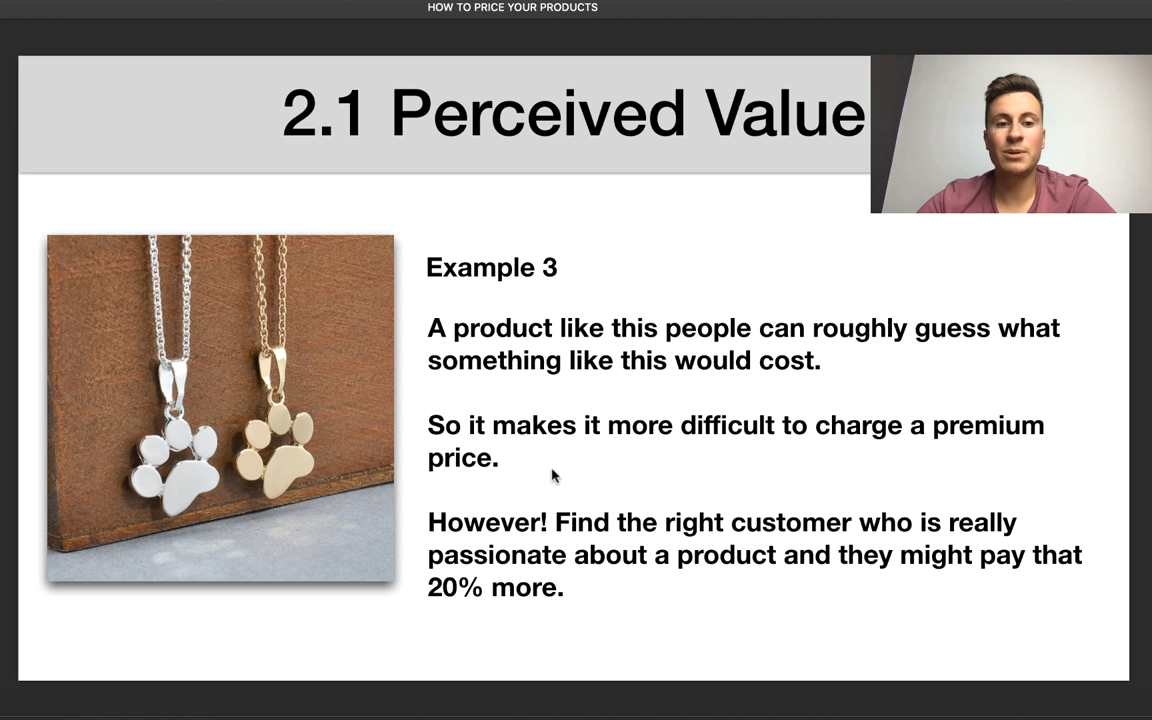 HOW TO PRICE YOUR PRODUCTS
2.1 Perceived Value
Example 3
A product like this people can roughly guess what
something like this would cost.
So it makes it more difficult to charge a premium
price.
However! Find the right customer who is really
passionate about a product and they might pay that
20% more.